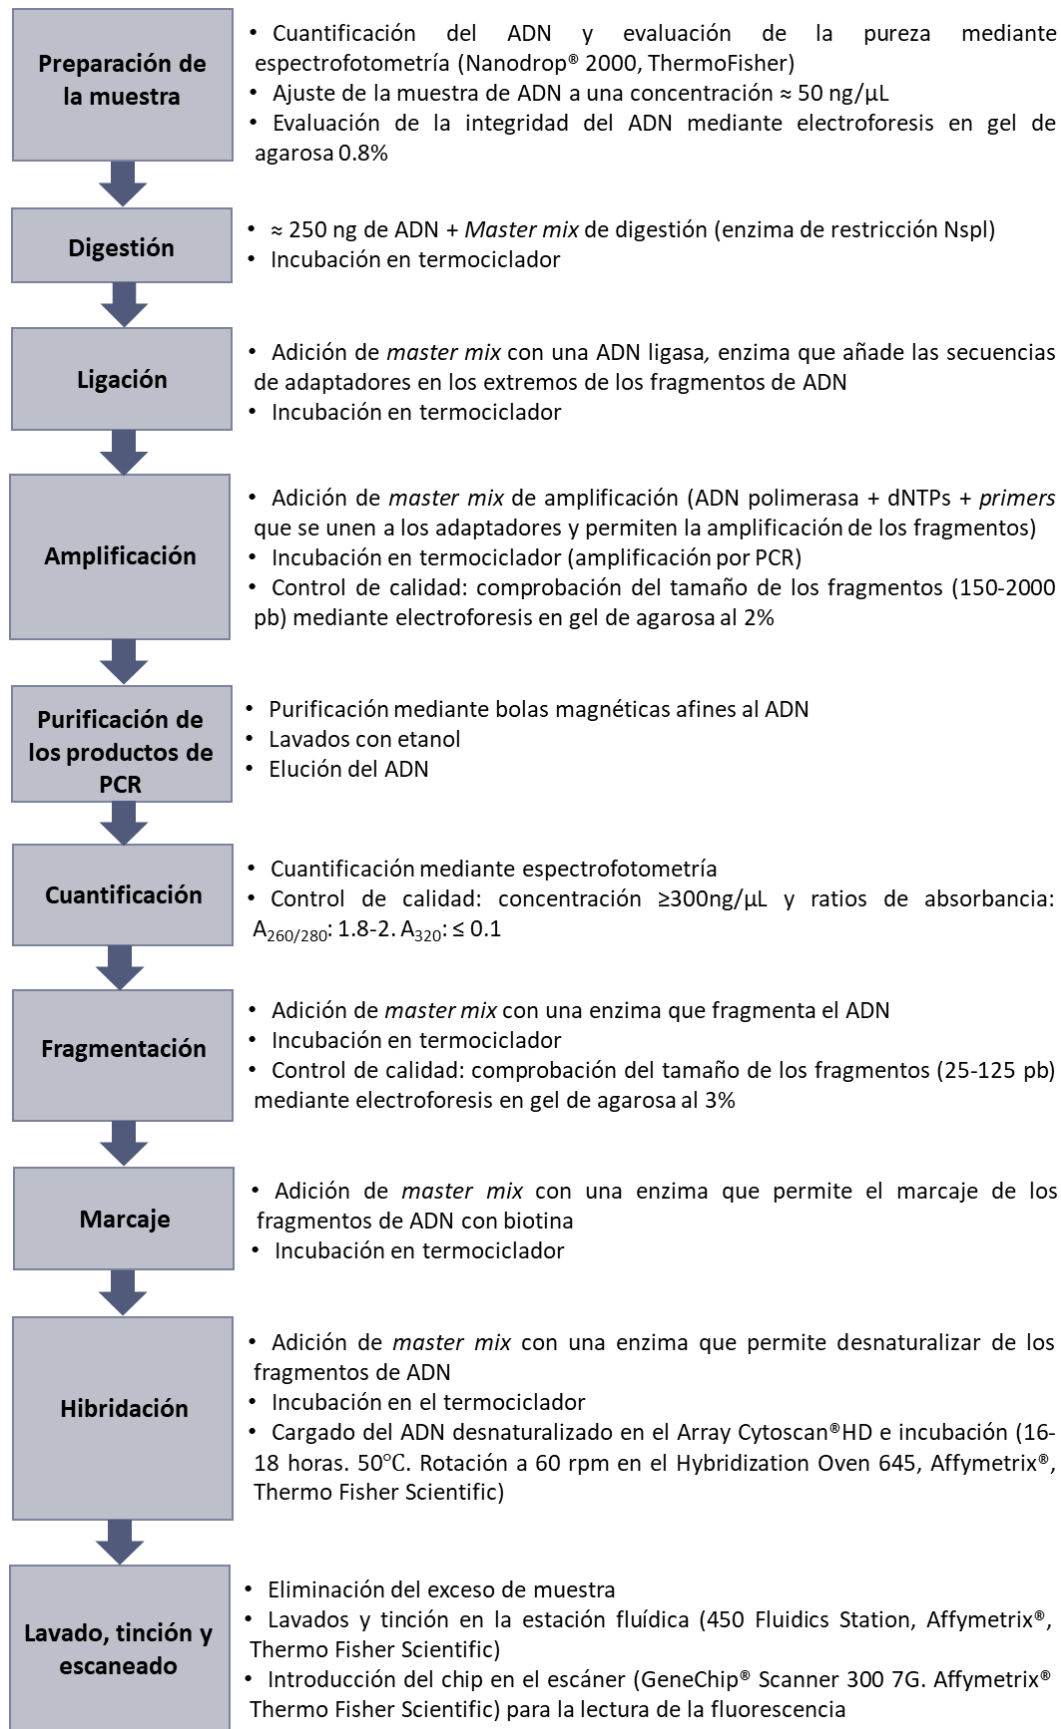 Preparación de
la muestra
• Cuantificación del ADN y evaluación de la pureza mediante
espectrofotometría (Nanodrop® 2000, ThermoFisher)
• Ajuste de la muestra de ADN a una concentración ≈ 50 ng/µL
• Evaluación de la integridad del ADN mediante electroforesis en gel de
agarosa 0.8%
Digestión
• ≈ 250 ng de ADN + Master mix de digestión (enzima de restricción Nspl)
• Incubación en termociclador
Ligación
• Adición de master mix con una ADN ligasa, enzima que añade las secuencias
de adaptadores en los extremos de los fragmentos de ADN
• Incubación en termociclador
Amplificación
• Adición de master mix de amplificación (ADN polimerasa + dNTPs + primers
que se unen a los adaptadores y permiten la amplificación de los fragmentos)
• Incubación en termociclador (amplificación por PCR)
• Control de calidad: comprobación del tamaño de los fragmentos (150-2000
pb) mediante electroforesis en gel de agarosa al 2%
Purificación de
los productos de
PCR
• Purificación mediante bolas magnéticas afines al ADN
• Lavados con etanol
• Elución del ADN
Cuantificación
• Cuantificación mediante espectrofotometría
• Control de calidad: concentración ≥300ng/µL y ratios de absorbancia:
A260/280: 1.8-2. A320: ≤ 0.1
Fragmentación
• Adición de master mix con una enzima que fragmenta el ADN
• Incubación en termociclador
• Control de calidad: comprobación del tamaño de los fragmentos (25-125 pb)
mediante electroforesis en gel de agarosa al 3%
Marcaje
• Adición de master mix con una enzima que permite el marcaje de los
fragmentos de ADN con biotina
• Incubación en termociclador
Hibridación
• Adición de master mix con una enzima que permite desnaturalizar de los
fragmentos de ADN
• Incubación en el termociclador
• Cargado del ADN desnaturalizado en el Array Cytoscan®HD e incubación (16-
18 horas. 50℃. Rotación a 60 rpm en el Hybridization Oven 645, Affymetrix®,
Thermo Fisher Scientific)
Lavado, tinción y
escaneado
• Eliminación del exceso de muestra
• Lavados y tinción en la estación fluídica (450 Fluidics Station, Affymetrix®,
Thermo Fisher Scientific)
• Introducción del chip en el escáner (GeneChip® Scanner 300 7G. Affymetrix®
Thermo Fisher Scientific) para la lectura de la fluorescencia